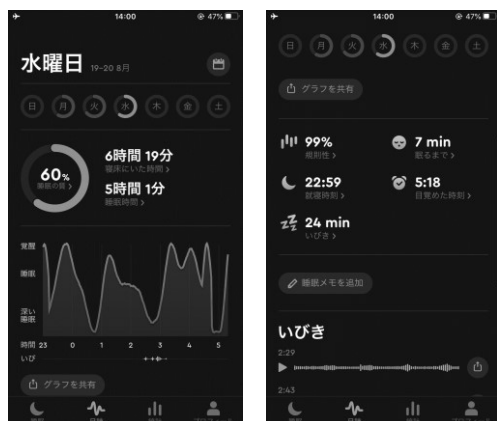 14:00
47%
水曜日 19-20 8月
日 月 火 水 木 金 土
60%
睡眠の質 >
6時間 19分
寝床にいた時間 >
5時間 1分
睡眠時間 >
覚醒
睡眠
深い
睡眠
時間 23 0 1 2 3 4 5
いび
グラフを共有
14:00
47%
日 月 火 水 木 金 土
グラフを共有
99%
規則性 >
7 min
眠るまで >
22:59
就寝時刻 >
5:18
目覚めた時刻 >
24 min
いびき >
睡眠メモを追加
いびき
2:29
2:43